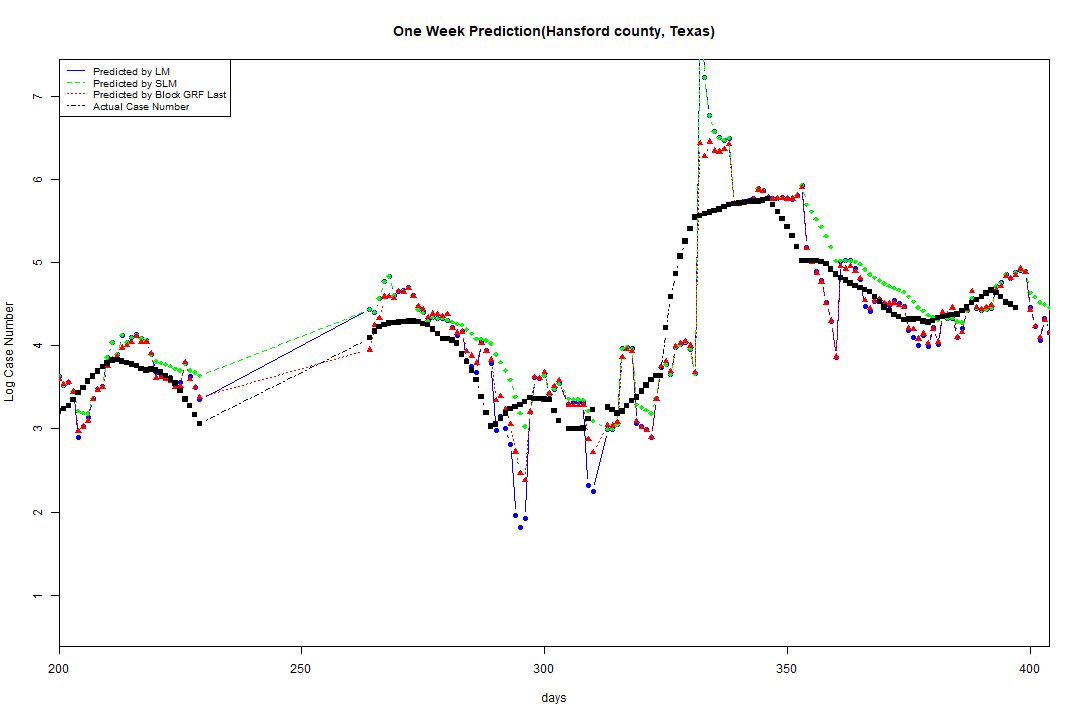 One Week Prediction(Hansford county, Texas)
Predicted by LM
Predicted by SLM
Predicted by Block GRF Last
Actual Case Number
Log Case Number
7
6
5
4
3
2
1
200 250 300 350 400
days